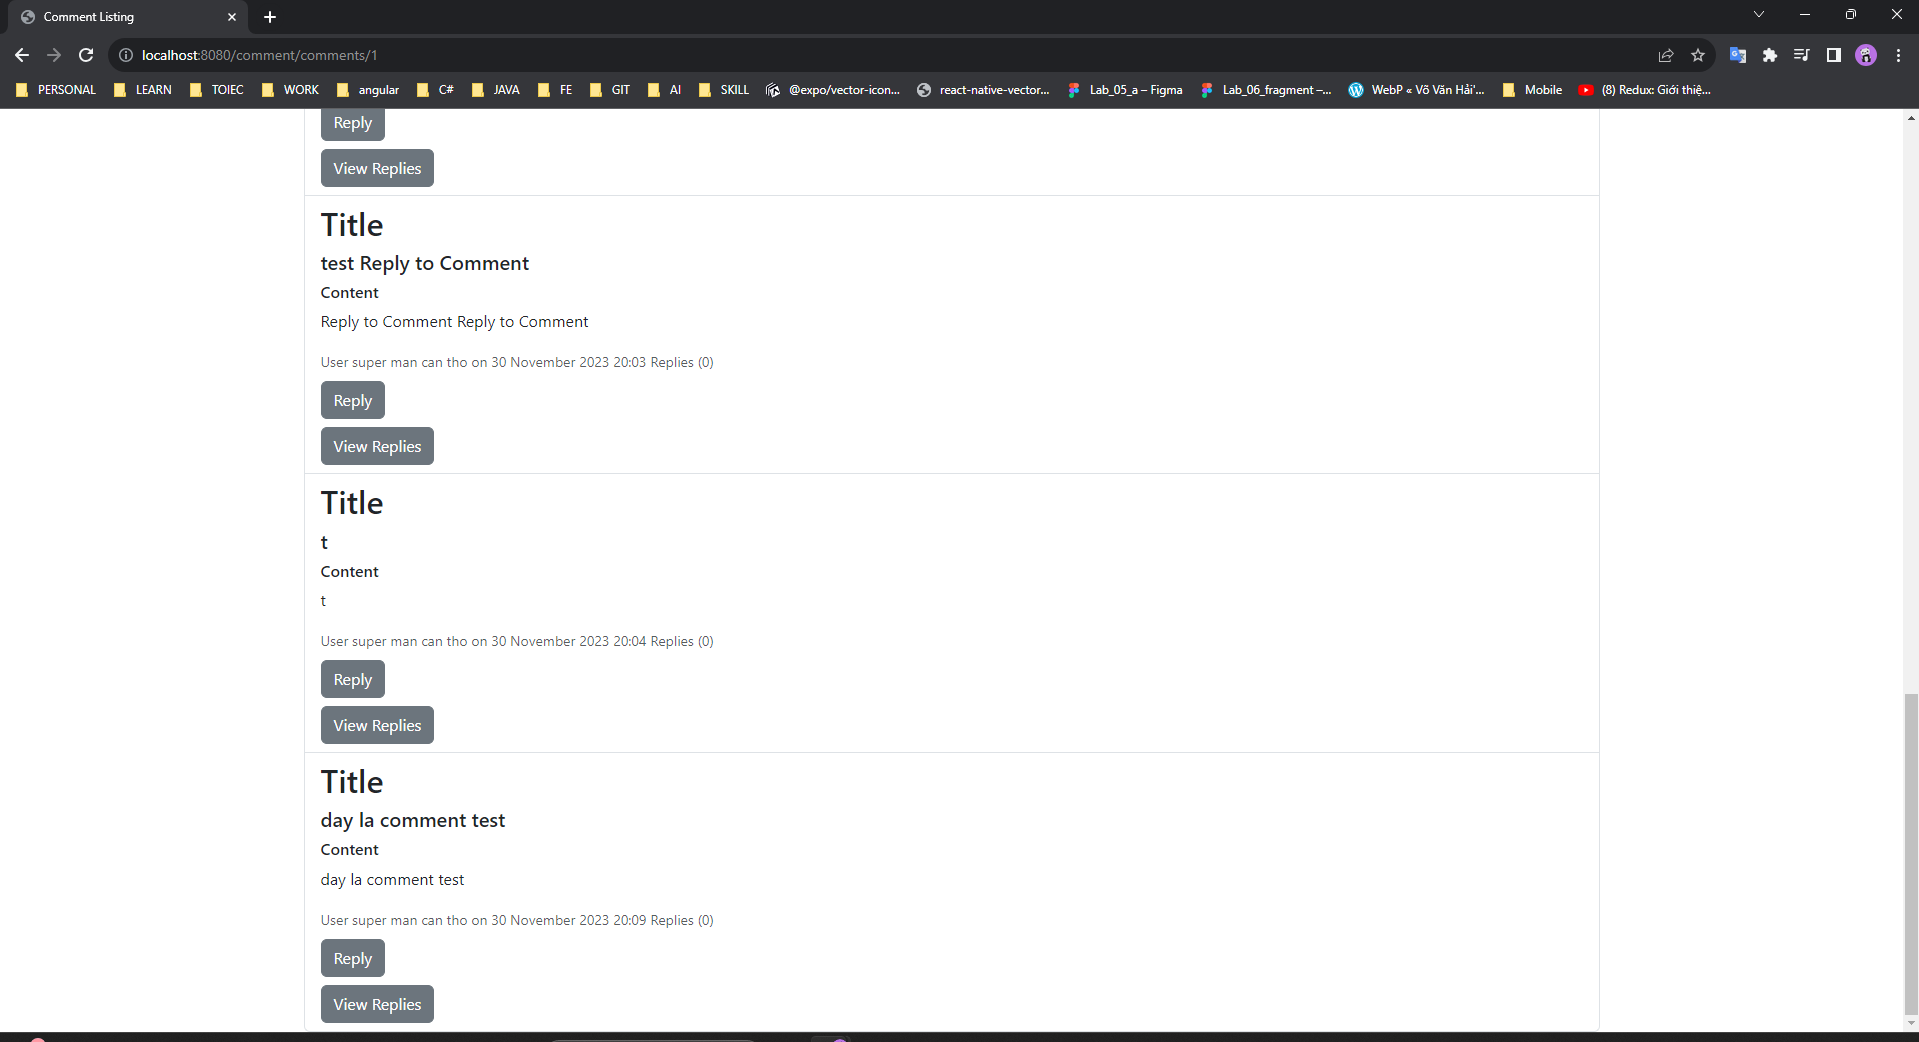 Comment Listing
localhost:8080/comment/comments/1
PERSONAL LEARN TOIEC WORK angular C# JAVA FE GIT AI SKILL @expo/vector-icon... react-native-vector... Lab_05_a – Figma Lab_06_fragment –... WebP « Võ Văn Hải'... Mobile (8) Redux: Giới thiệ...
Reply
View Replies
Title
test Reply to Comment
Content
Reply to Comment Reply to Comment
User super man can tho on 30 November 2023 20:03 Replies (0)
Reply
View Replies
Title
t
Content
t
User super man can tho on 30 November 2023 20:04 Replies (0)
Reply
View Replies
Title
day la comment test
Content
day la comment test
User super man can tho on 30 November 2023 20:09 Replies (0)
Reply
View Replies